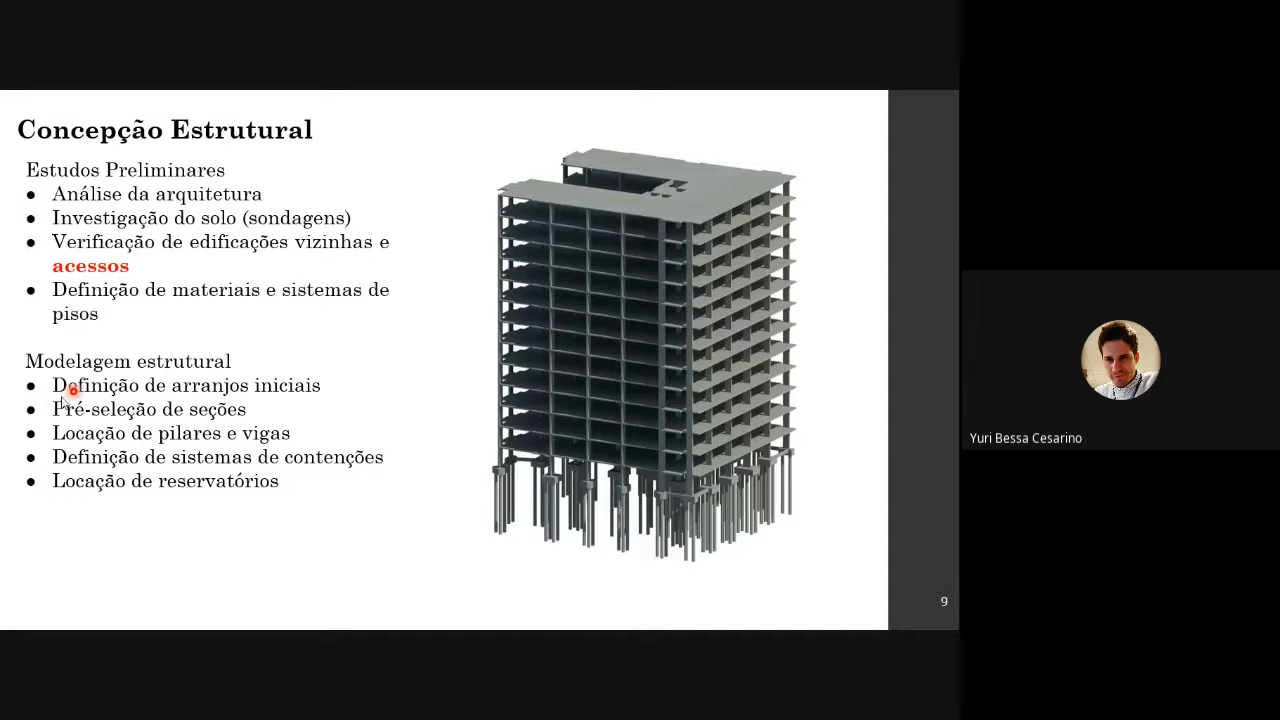 Concepção Estrutural
Estudos Preliminares
● Análise da arquitetura
● Investigação do solo (sondagens)
● Verificação de edificações vizinhas e
acessos
● Definição de materiais e sistemas de
pisos
Modelagem estrutural
● Definição de arranjos iniciais
● Pré-seleção de seções
● Locação de pilares e vigas
● Definição de sistemas de contenções
● Locação de reservatórios
9
Yuri Bessa Cesarino